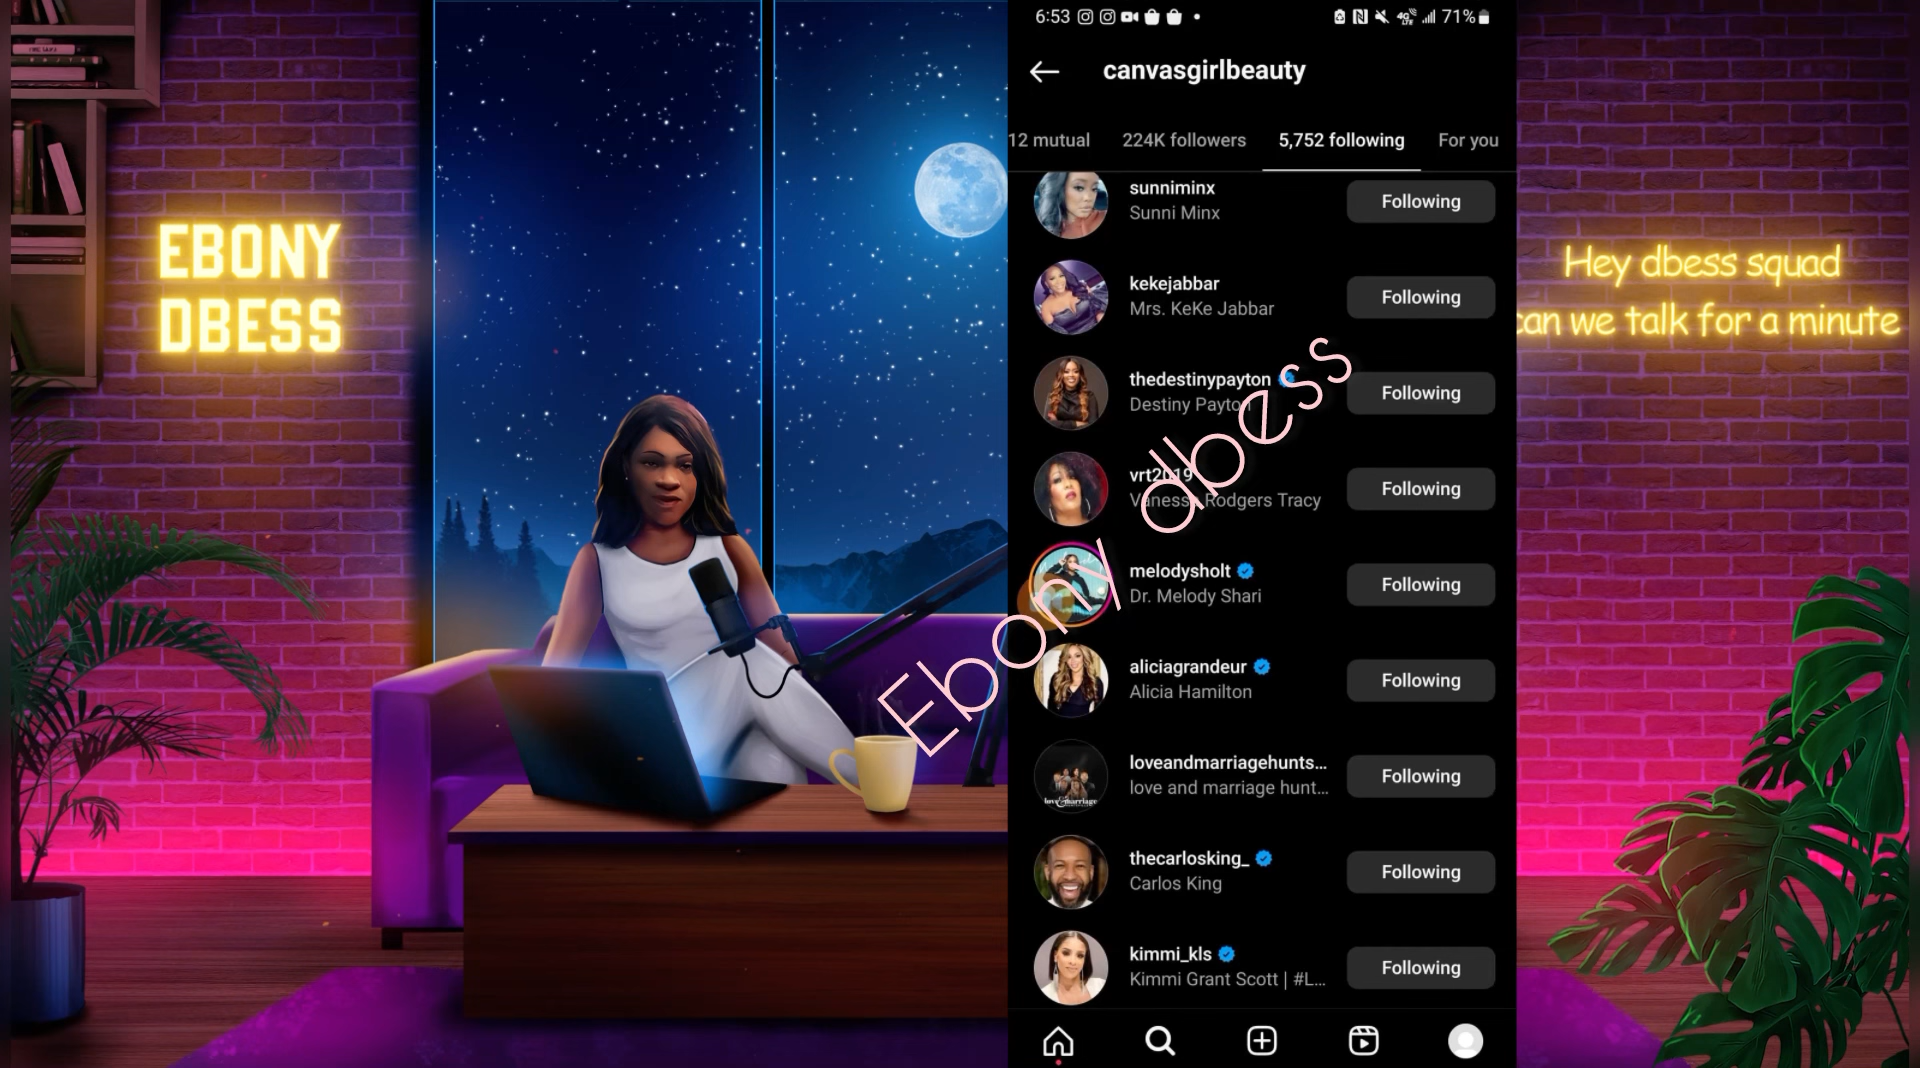 EBONY
DBESS
6:53
71%
canvasgirlbeauty
12 mutual
224K followers
5,752 following
For you
sunniminx
Sunni Minx
Following
kekejabbar
Mrs. KeKe Jabbar
Following
thedestinypayton
Destiny Payton
Following
vrt2019
Vanessa Rodgers Tracy
Following
melodysholt
Dr. Melody Shari
Following
aliciagrandeur
Alicia Hamilton
Following
loveandmarriagehunts...
love and marriage hunt...
Following
thecarlosking_
Carlos King
Following
kimmi_kls
Kimmi Grant Scott | #L...
Following
Ebony dbess
Hey dbess squad
can we talk for a minute